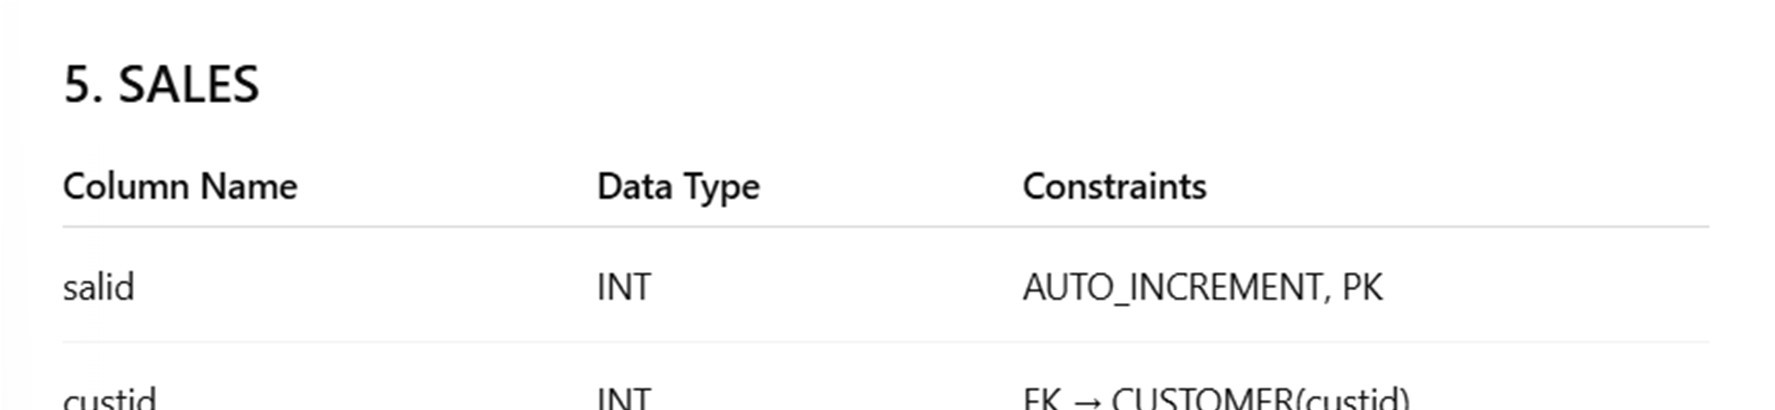 5. SALES
Column Name Data Type Constraints
salid INT AUTO_INCREMENT, PK
custid INT FK → CUSTOMER(custid)